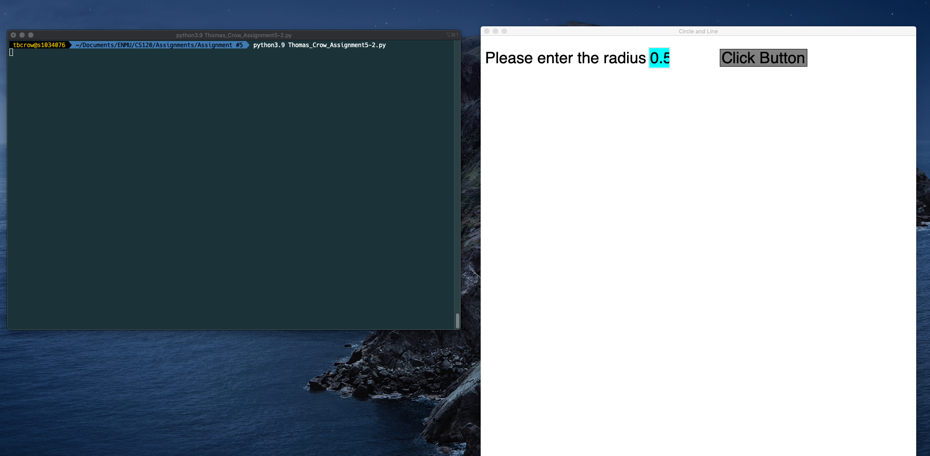 python3.9 Thomas_Crow_Assignment5-2.py
tbcrow@s1034076 ~/Documents/ENMU/CS120/Assignments/Assignment #5 python3.9 Thomas_Crow_Assignment5-2.py
Circle and Line
Please enter the radius 0.5 Click Button